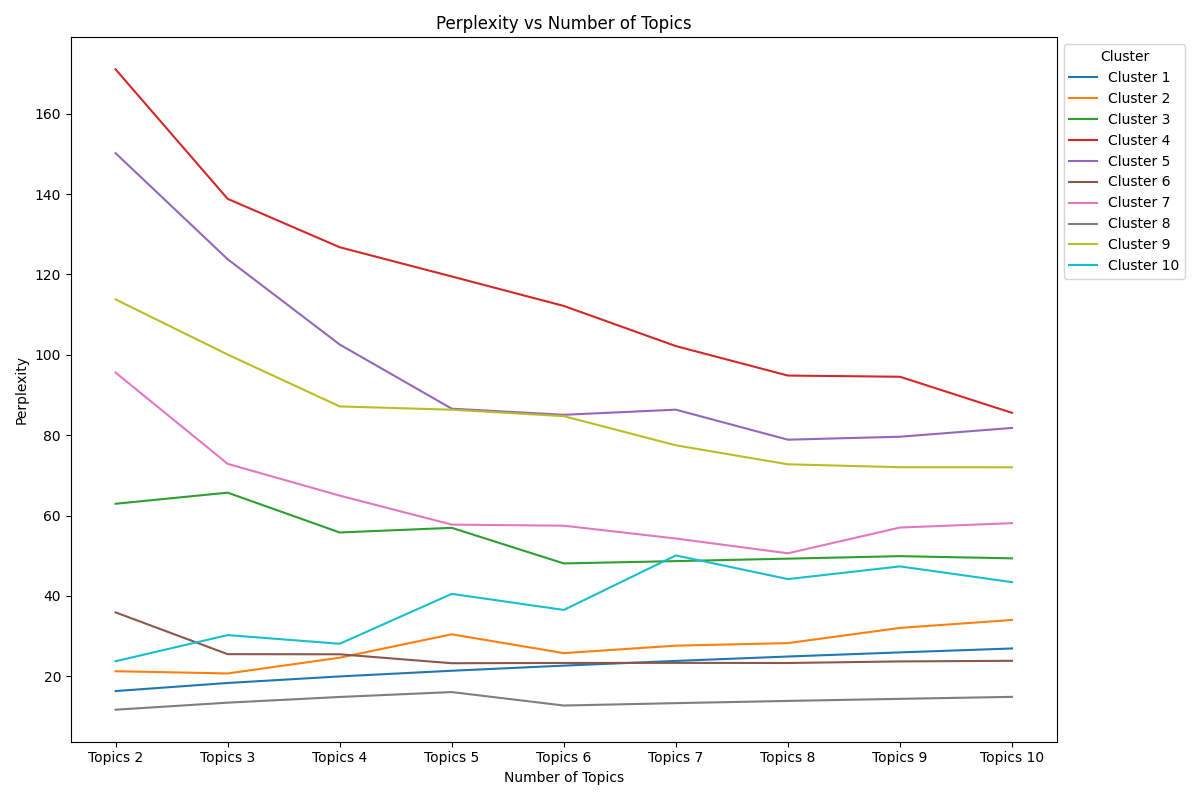 Perplexity vs Number of Topics
Perplexity
160
140
120
100
80
60
40
20
Topics 2
Topics 3
Topics 4
Topics 5
Topics 6
Topics 7
Topics 8
Topics 9
Topics 10
Number of Topics
Cluster
Cluster 1
Cluster 2
Cluster 3
Cluster 4
Cluster 5
Cluster 6
Cluster 7
Cluster 8
Cluster 9
Cluster 10